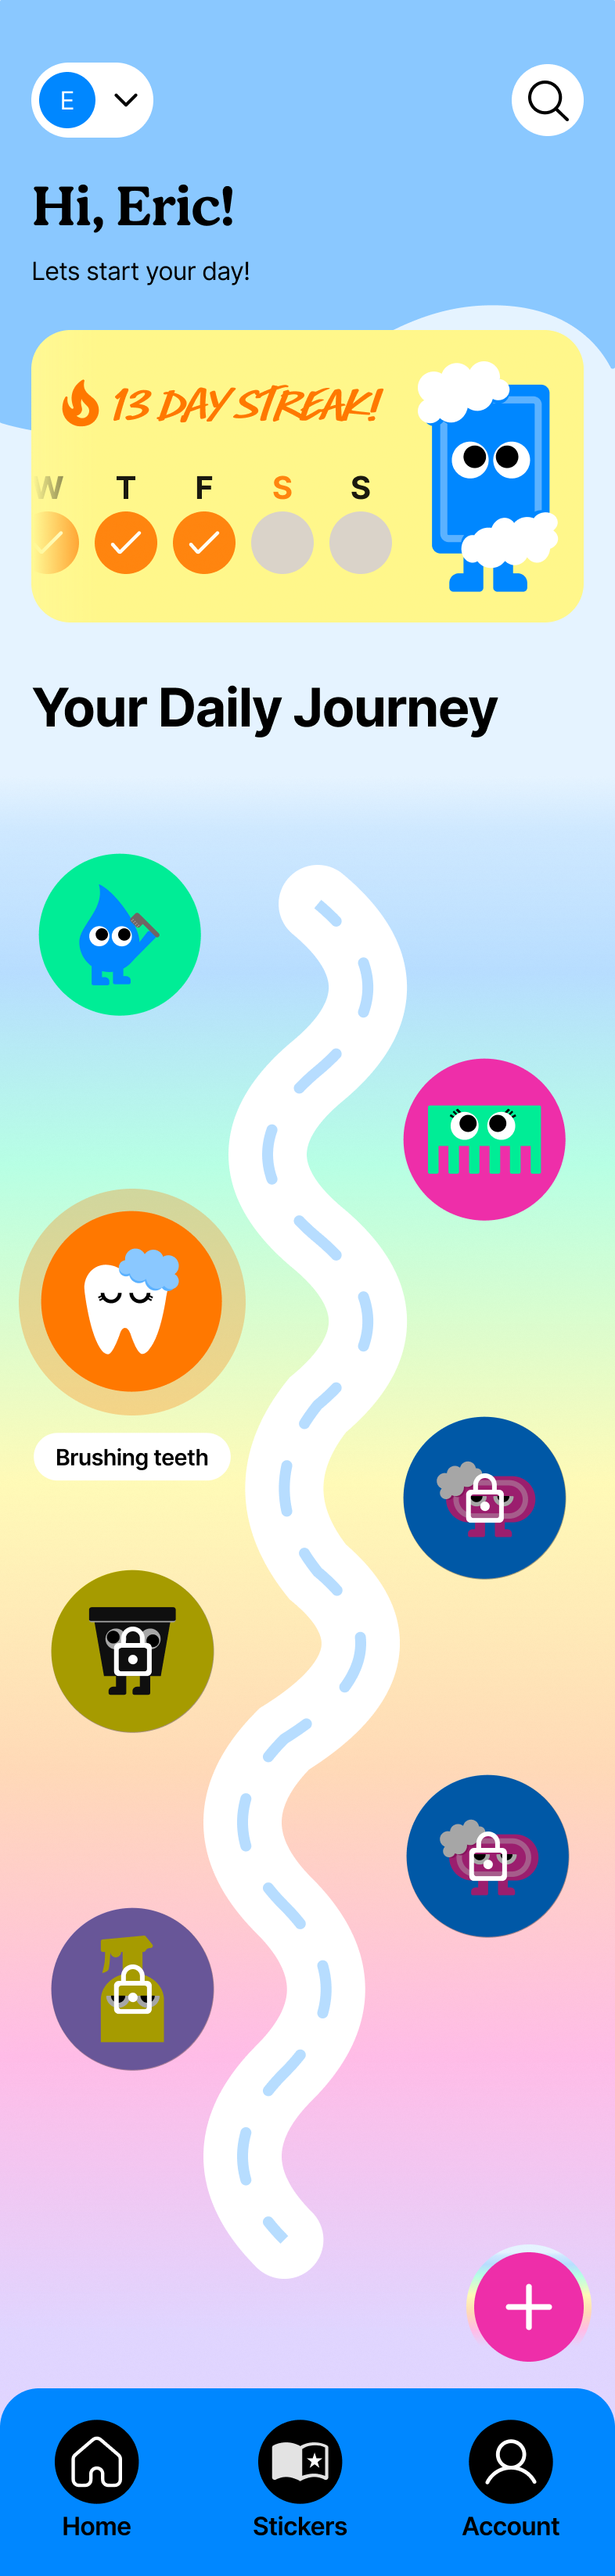 E
Hi, Eric!
Lets start your day!
13 DAY STREAK!
W T F S S
Your Daily Journey
Brushing teeth
Home Stickers Account